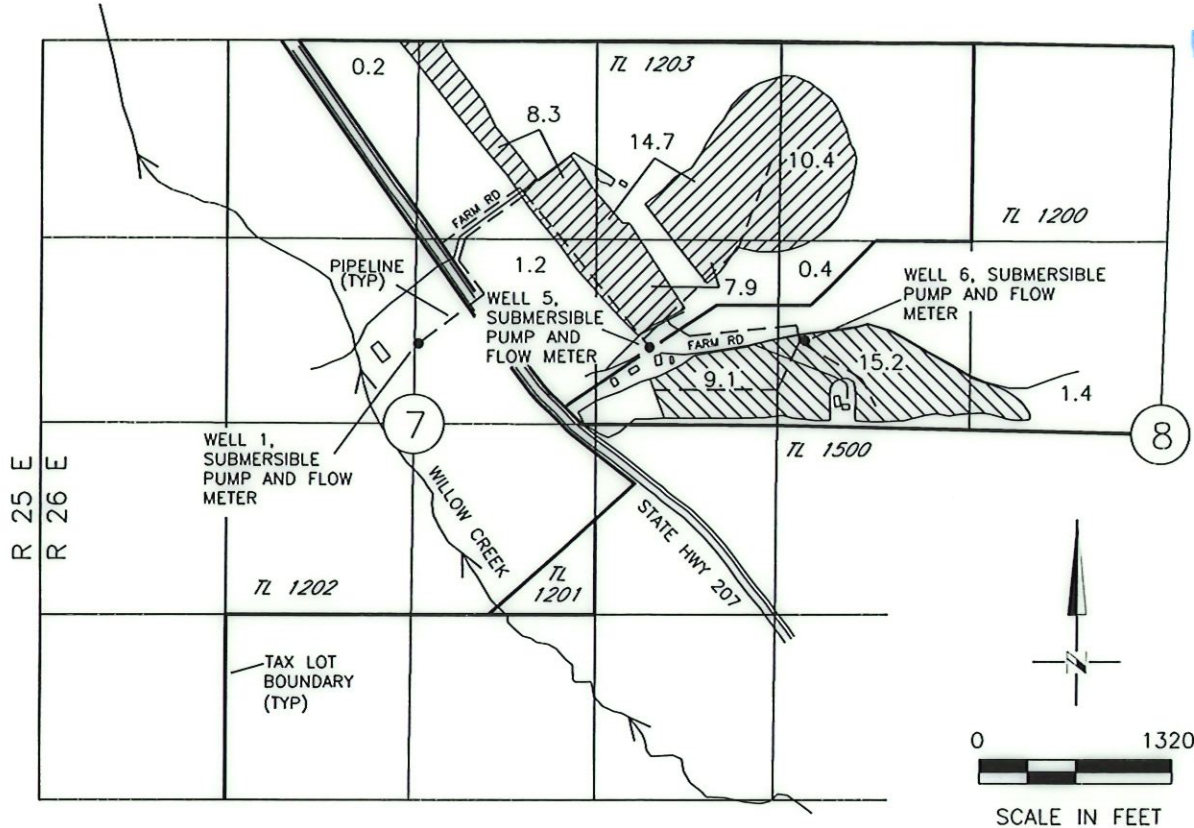 0.2
TL 1203
8.3
14.7
10.4
TL 1200
FARM RD
PIPELINE
(TYP)
1.2
WELL 5,
SUBMERSIBLE
PUMP AND
FLOW METER
7.9
0.4
WELL 6, SUBMERSIBLE
PUMP AND FLOW
METER
FARM RD
9.1
15.2
1.4
7
8
WELL 1,
SUBMERSIBLE
PUMP AND FLOW
METER
TL 1500
R 25 E
R 26 E
WILLOW CREEK
STATE HWY 207
TL 1202
TL
1201
TAX LOT
BOUNDARY
(TYP)
N
0 1320
SCALE IN FEET